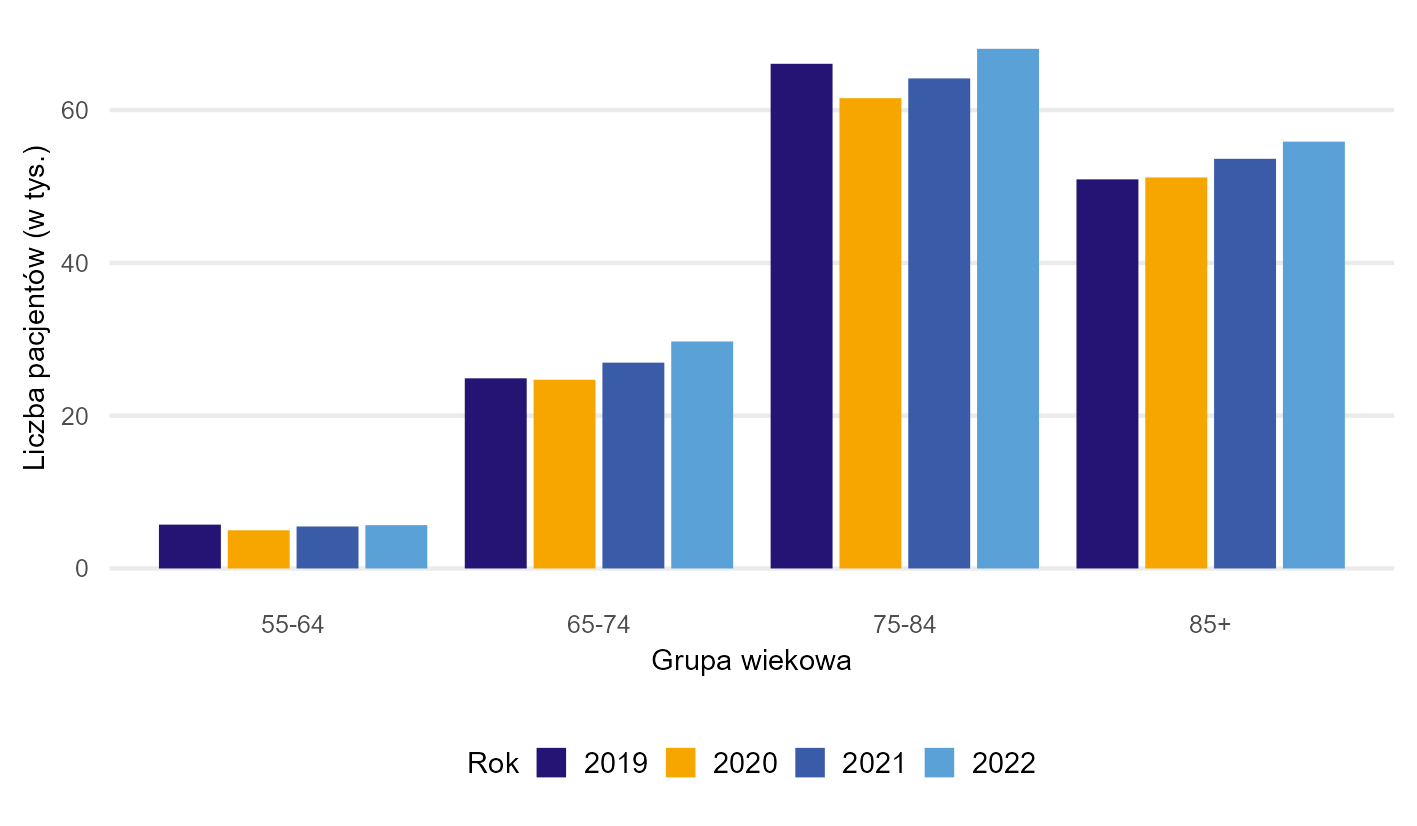 Liczba pacjentów (w tys.)
60
40
20
0
55-64 65-74 75-84 85+
Grupa wiekowa
Rok 2019 2020 2021 2022